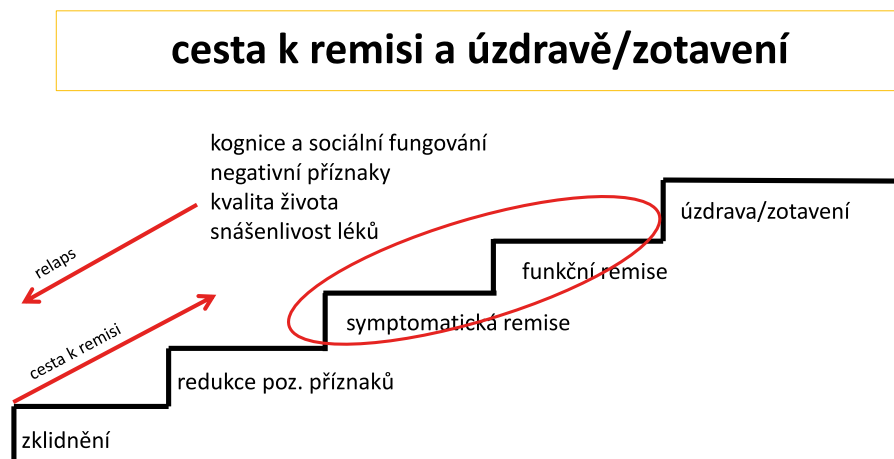 cesta k remisi a úzdravě/zotavení
kognice a sociální fungování
negativní příznaky
kvalita života
snášenlivost léků
relaps
cesta k remisi
úzdrava/zotavení
funkční remise
symptomatická remise
redukce poz. příznaků
zklidnění